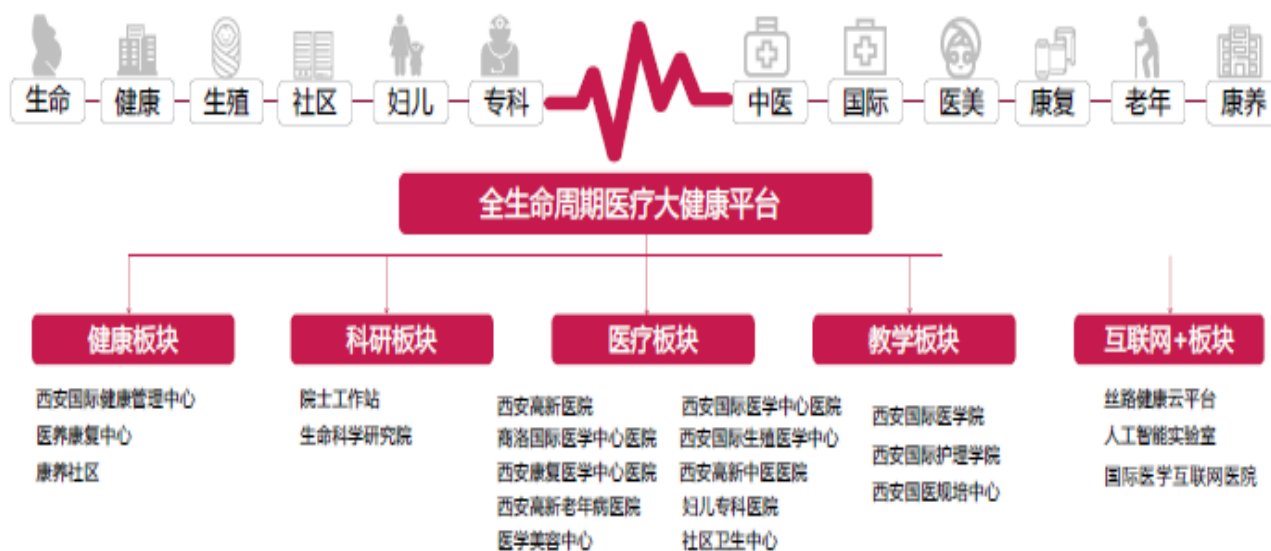 生命 健康 生殖 社区 妇儿 专科 中医 国际 医美 康复 老年 康养
全生命周期医疗大健康平台
健康板块
西安国际健康管理中心
医养康复中心
康养社区
科研板块
院士工作站
生命科学研究院
医疗板块
西安高新医院
商洛国际医学中心医院
西安康复医学中心医院
西安高新老年病医院
医学美容中心
西安国际医学中心医院
西安国际生殖医学中心
西安高新中医医院
妇儿专科医院
社区卫生中心
教学板块
西安国际医学院
西安国际护理学院
西安国医规培中心
互联网+板块
丝路健康云平台
人工智能实验室
国际医学互联网医院